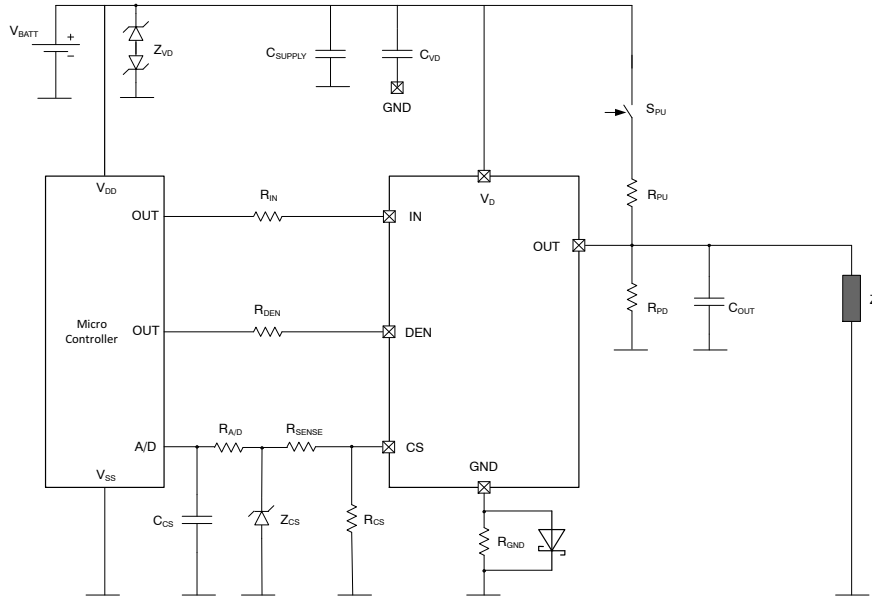 VBATT
+
−
ZVD
CSUPPLY
CVD
GND
SPU
VDD
RIN
VD
RPU
OUT
IN
OUT
RPD
COUT
Z
Micro
Controller
OUT
RDEN
DEN
A/D
RA/D
RSENSE
CS
VSS
GND
CCS
ZCS
RCS
RGND